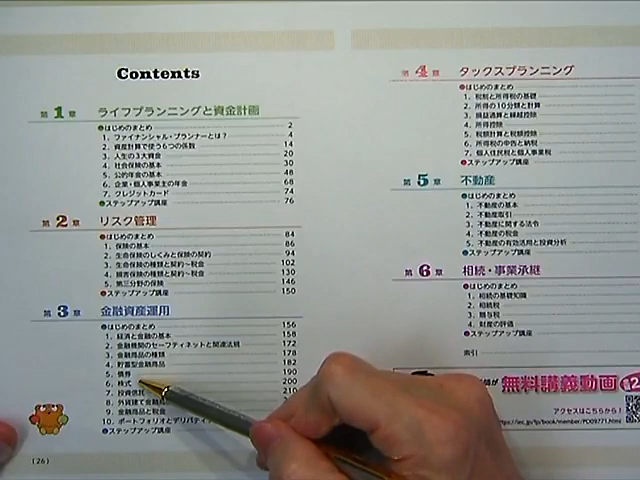 Contents
第1章 ライフプランニングと資金計画
●はじめのまとめ 2
1. ファイナンシャル・プランナーとは? 4
2. 資産計算で使う6つの係数 14
3. 人生の3大資金 20
4. 社会保険の基本 30
5. 公的年金の基本 48
6. 企業・個人事業主の年金 68
7. クレジットカード 74
●ステップアップ講座 76
第2章 リスク管理
●はじめのまとめ 84
1. 保険の基本 86
2. 生命保険のしくみと保険の契約 94
3. 生命保険の種類と契約~税金 102
4. 損害保険の種類と契約~税金 130
5. 第三分野の保険 146
●ステップアップ講座 150
第3章 金融資産運用
●はじめのまとめ 156
1. 経済と金融の基本 158
2. 金融機関のセーフティネットと関連法規 172
3. 金融商品の種類 178
4. 貯蓄型金融商品 182
5. 債券 190
6. 株式 200
7. 投資信託 210
8. 外貨建て金融
9. 金融商品と税金
10. ポートフォリオとデリバティ
●ステップアップ講座
(26)
第4章 タックスプランニング
●はじめのまとめ
1. 税制と所得税の基礎
2. 所得の10分類と計算
3. 損益通算と繰越控除
4. 所得控除
5. 税額計算と税額控除
6. 所得税の申告と納税
7. 個人住民税と個人事業税
●ステップアップ講座
第5章 不動産
●はじめのまとめ
1. 不動産の基本
2. 不動産取引
3. 不動産に関する法令
4. 不動産の税金
5. 不動産の有効活用と投資分析
●ステップアップ講座
第6章 相続・事業承継
●はじめのまとめ
1. 相続の基礎知識
2. 相続税
3. 贈与税
4. 財産の評価
●ステップアップ講座
索引
師が 無料講義動画
アクセスはこちらから!